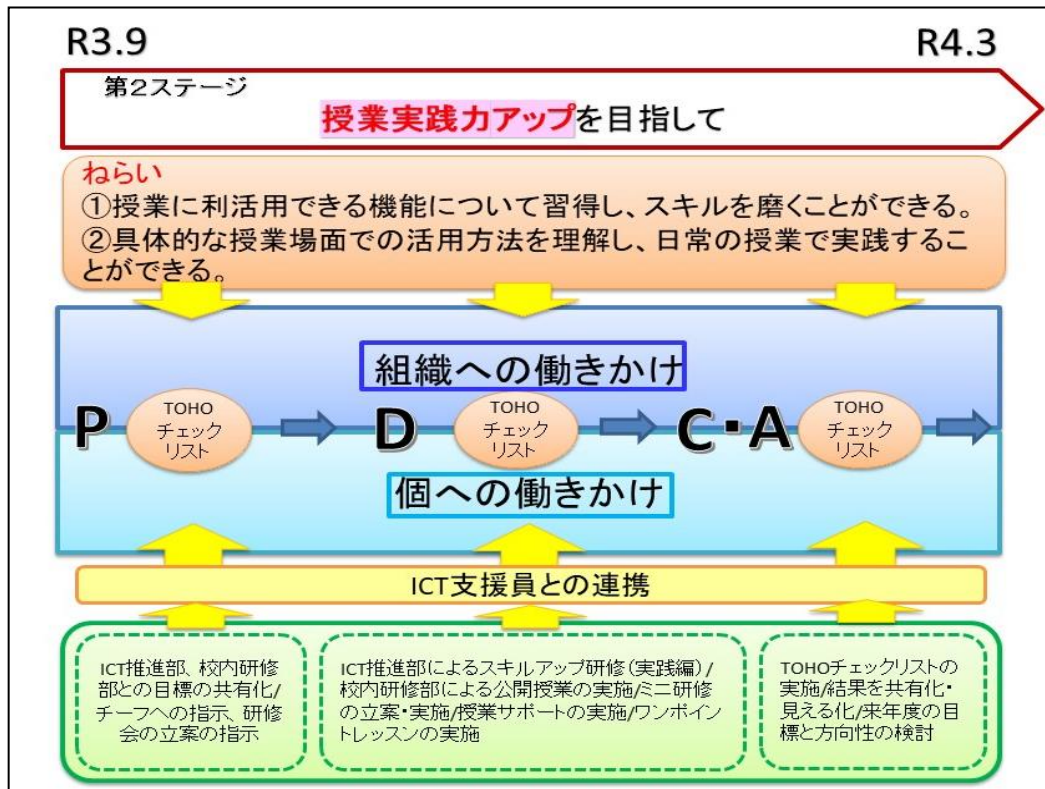 R3.9
R4.3
第2ステージ
授業実践力アップを目指して
ねらい
①授業に利活用できる機能について習得し、スキルを磨くことができる。
②具体的な授業場面での活用方法を理解し、日常の授業で実践するこ
とができる。
組織への働きかけ
P
TOHO
チェック
リスト
D
TOHO
チェック
リスト
C・A
TOHO
チェック
リスト
個への働きかけ
ICT支援員との連携
ICT推進部、校内研修
部との目標の共有化/
チーフへの指示、研修
会の立案の指示
ICT推進部によるスキルアップ研修(実践編)/
校内研修部による公開授業の実施/ミニ研修
の立案・実施/授業サポートの実施/ワンポイン
トレッスンの実施
TOHOチェックリストの
実施/結果を共有化・
見える化/来年度の目
標と方向性の検討